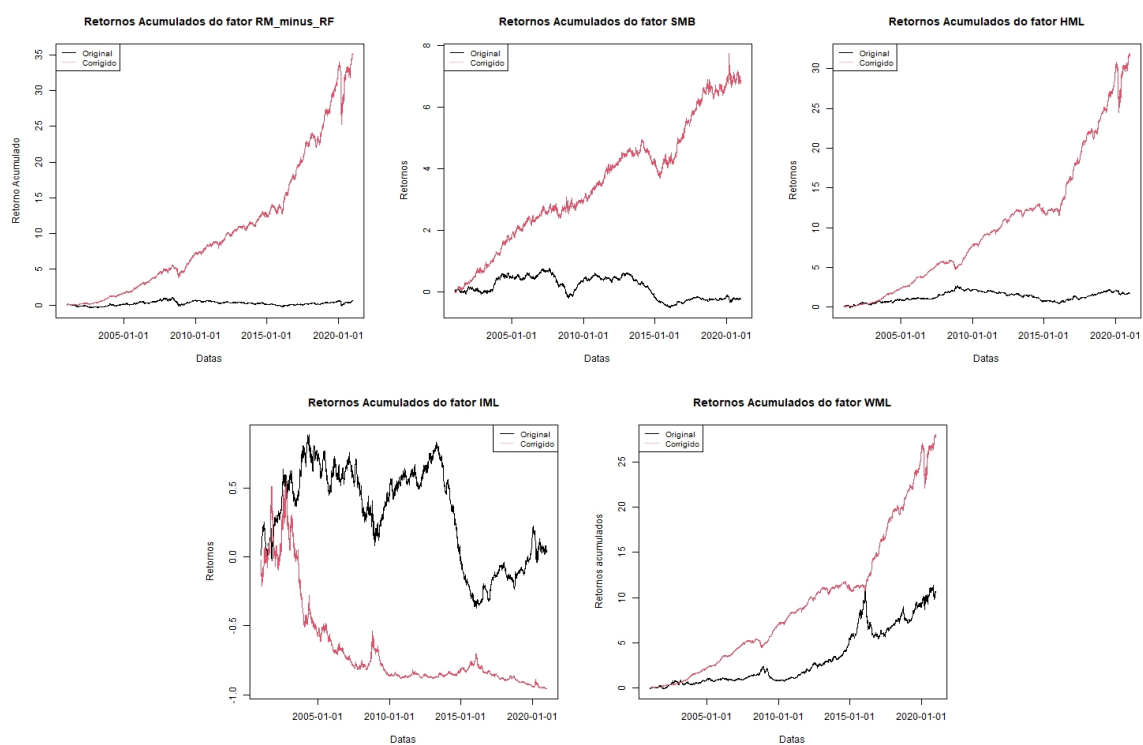 Retornos Acumulados do fator RM_minus_RF
Original
Corrigido
Retorno Acumulado
35
30
25
20
15
10
5
0
2005-01-01 2010-01-01 2015-01-01 2020-01-01
Datas
Retornos Acumulados do fator SMB
Original
Corrigido
Retornos
8
6
4
2
0
2005-01-01 2010-01-01 2015-01-01 2020-01-01
Datas
Retornos Acumulados do fator HML
Original
Corrigido
Retornos
30
25
20
15
10
5
0
2005-01-01 2010-01-01 2015-01-01 2020-01-01
Datas
Retornos Acumulados do fator IML
Original
Corrigido
Retornos
0.5
0.0
-0.5
-1.0
2005-01-01 2010-01-01 2015-01-01 2020-01-01
Datas
Retornos Acumulados do fator WML
Original
Corrigido
Retornos acumulados
25
20
15
10
5
0
2005-01-01 2010-01-01 2015-01-01 2020-01-01
Datas